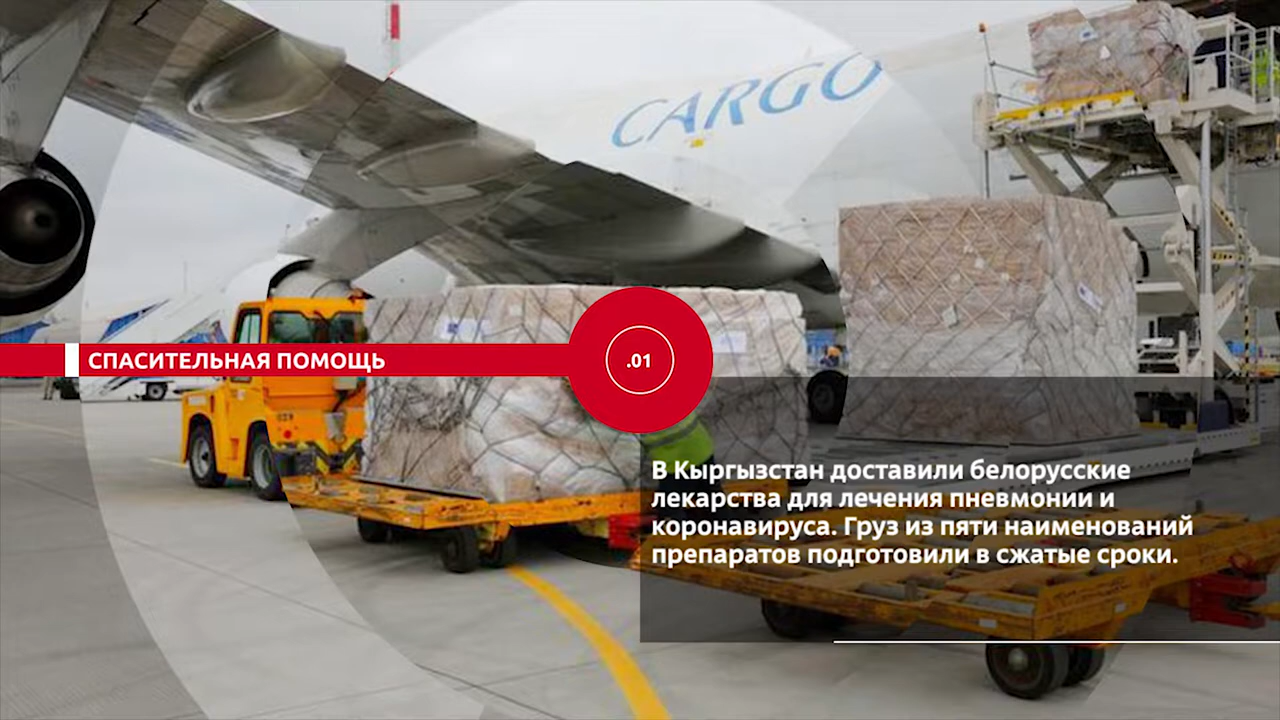 CARGO
СПАСИТЕЛЬНАЯ ПОМОЩЬ
.01
В Кыргызстан доставили белорусские
лекарства для лечения пневмонии и
коронавируса. Груз из пяти наименований
препаратов подготовили в сжатые сроки.